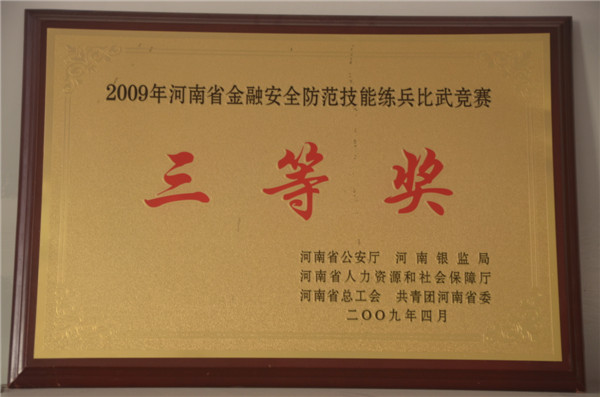 2009年河南省金融安全防范技能练兵比武竞赛
三等奖
河南省公安厅 河南银监局
河南省人力资源和社会保障厅
河南省总工会 共青团河南省委
二〇〇九年四月